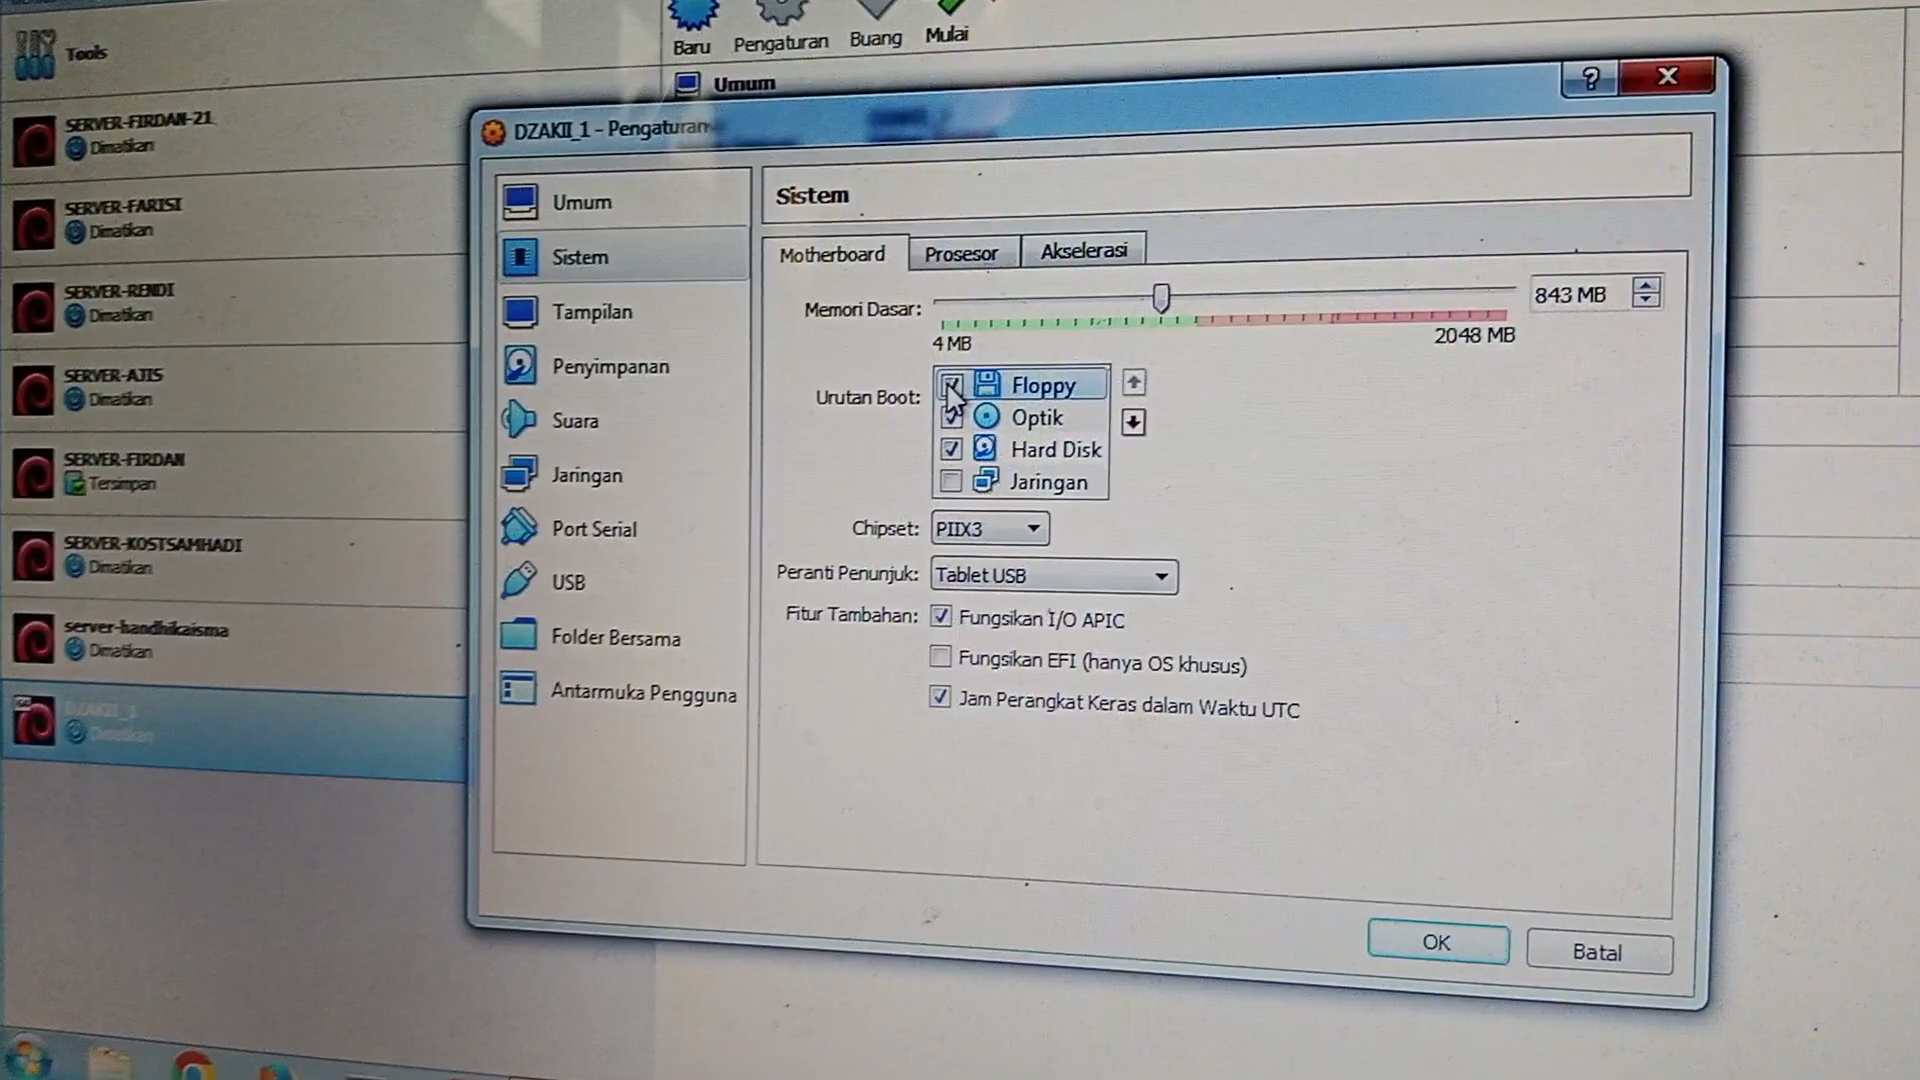 Tools
Baru
Pengaturan
Buang
Mulai
Umum
SERVER-FIRDAN-21
Dimatikan
SERVER-FARISI
Dimatikan
SERVER-RENDI
Dimatikan
SERVER-AJIS
Dimatikan
SERVER-FIRDAN
Tersimpan
SERVER-KOSTSAMHADI
Dimatikan
server-handhikaisma
Dimatikan
DZAKII_1
Dimatikan
DZAKII_1 - Pengaturan
Umum
Sistem
Tampilan
Penyimpanan
Suara
Jaringan
Port Serial
USB
Folder Bersama
Antarmuka Pengguna
Sistem
Motherboard
Prosesor
Akselerasi
Memori Dasar:
843 MB
4 MB
2048 MB
Urutan Boot:
Floppy
Optik
Hard Disk
Jaringan
Chipset:
PIIX3
Peranti Penunjuk:
Tablet USB
Fitur Tambahan:
Fungsikan I/O APIC
Fungsikan EFI (hanya OS khusus)
Jam Perangkat Keras dalam Waktu UTC
OK
Batal